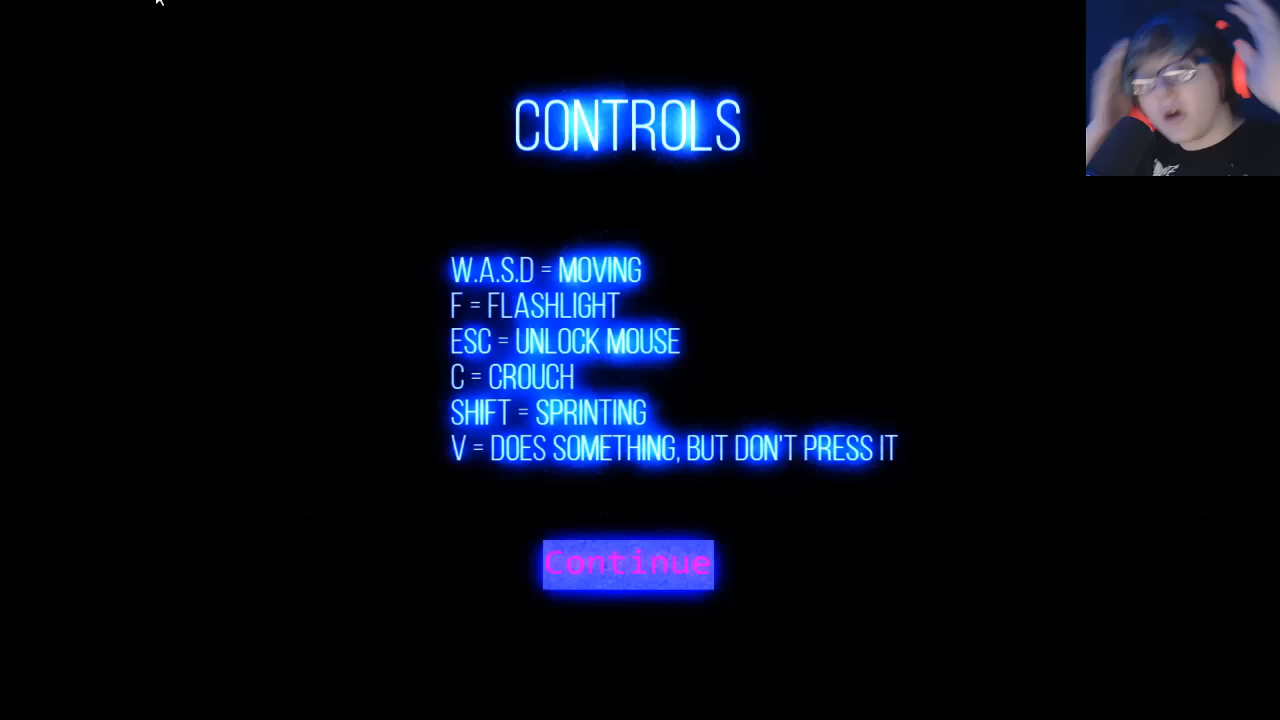 CONTROLS
W.A.S.D = MOVING
F = FLASHLIGHT
ESC = UNLOCK MOUSE
C = CROUCH
SHIFT = SPRINTING
V = DOES SOMETHING, BUT DON'T PRESS IT
Continue